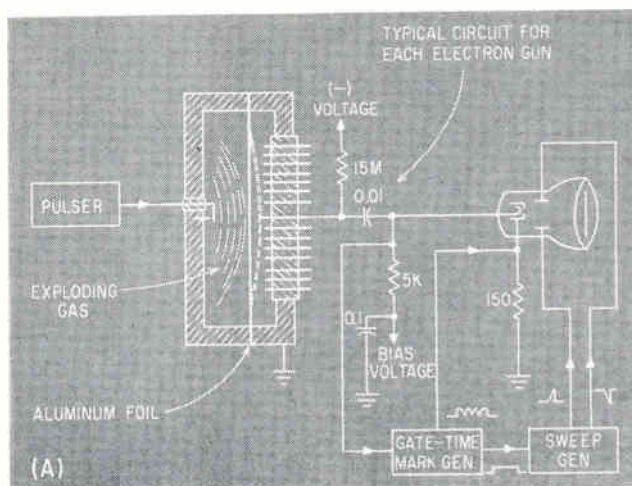 TYPICAL CIRCUIT FOR
EACH ELECTRON GUN
(−)
VOLTAGE
15M
0.01
PULSER
5K
150
EXPLODING
GAS
0.1
BIAS
VOLTAGE
ALUMINUM FOIL
GATE-TIME
MARK GEN.
SWEEP
GEN
(A)